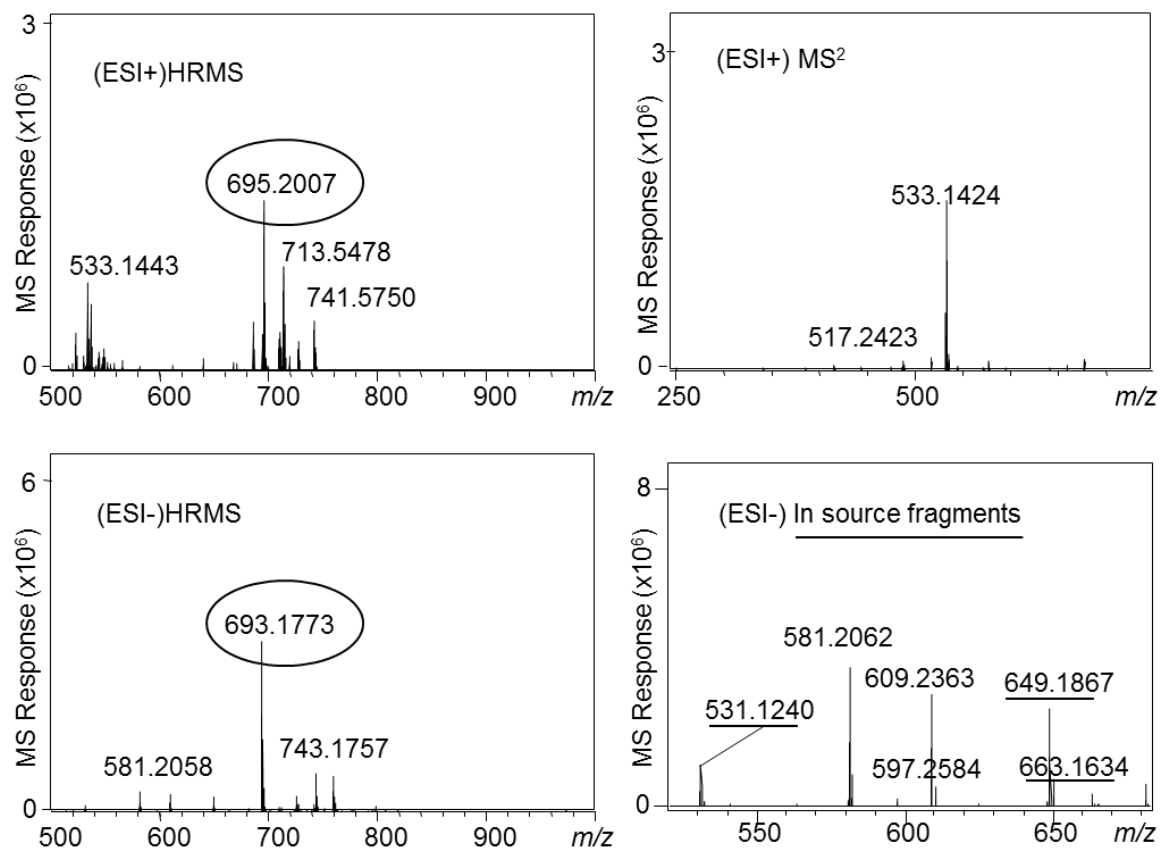 3
MS Response (x10⁶)
(ESI+)HRMS
695.2007
713.5478
533.1443
741.5750
0
500 600 700 800 900 m/z
3
MS Response (x10⁶)
(ESI+) MS²
533.1424
517.2423
0
250 500 m/z
6
MS Response (x10⁶)
(ESI-)HRMS
693.1773
743.1757
581.2058
0
500 600 700 800 900 m/z
8
MS Response (x10⁶)
(ESI-) In source fragments
581.2062
609.2363
649.1867
531.1240
597.2584
663.1634
0
550 600 650 m/z